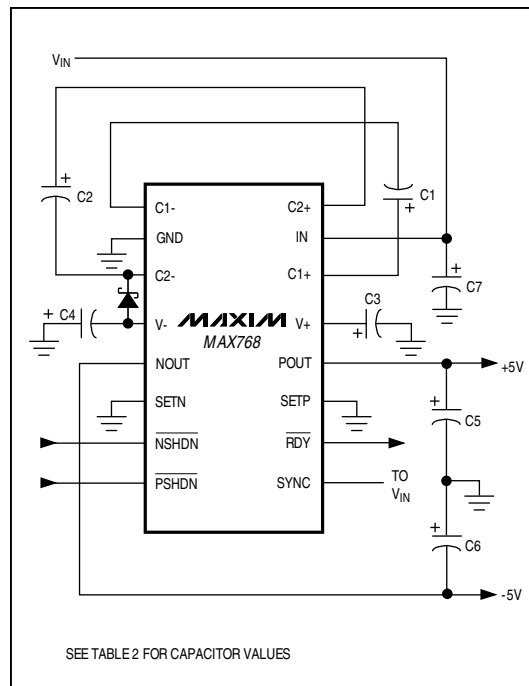 VIN
+
C2
C1
+
C1-
C2+
GND
IN
C2-
C1+
+
C7
+
C4
V-
MAXIM
MAX768
V+
C3
+
NOUT
POUT
+5V
SETN
SETP
+
C5
NSHDN
RDY
PSHDN
SYNC
TO
VIN
+
C6
-5V
SEE TABLE 2 FOR CAPACITOR VALUES